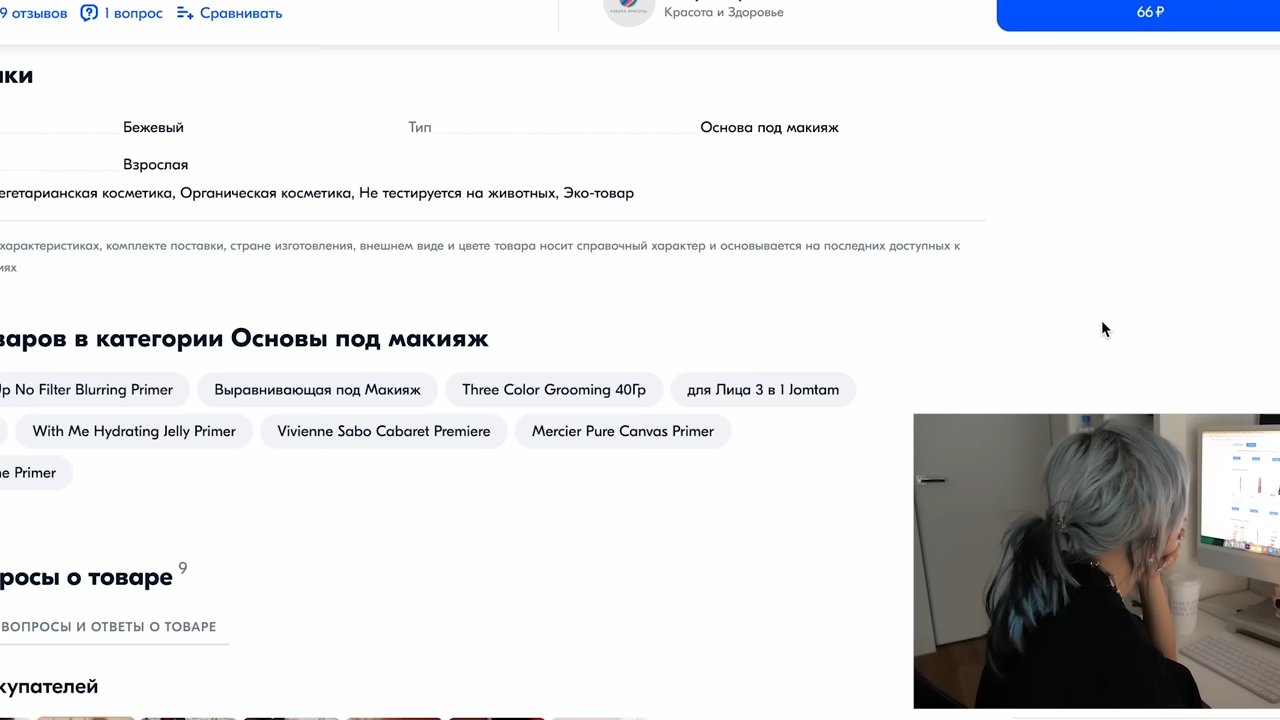 9 отзывов
1 вопрос
Сравнивать
Красота и Здоровье
66 ₽
ики
Бежевый
Тип
Основа под макияж
Взрослая
егетарианская косметика, Органическая косметика, Не тестируется на животных, Эко-товар
характеристиках, комплекте поставки, стране изготовления, внешнем виде и цвете товара носит справочный характер и основывается на последних доступных к
иях
варов в категории Основы под макияж
Up No Filter Blurring Primer
Выравнивающая под Макияж
Three Color Grooming 40Гр
для Лица 3 в 1 Jomtam
With Me Hydrating Jelly Primer
Vivienne Sabo Cabaret Premiere
Mercier Pure Canvas Primer
ne Primer
просы о товаре 9
ВОПРОСЫ И ОТВЕТЫ О ТОВАРЕ
купателей